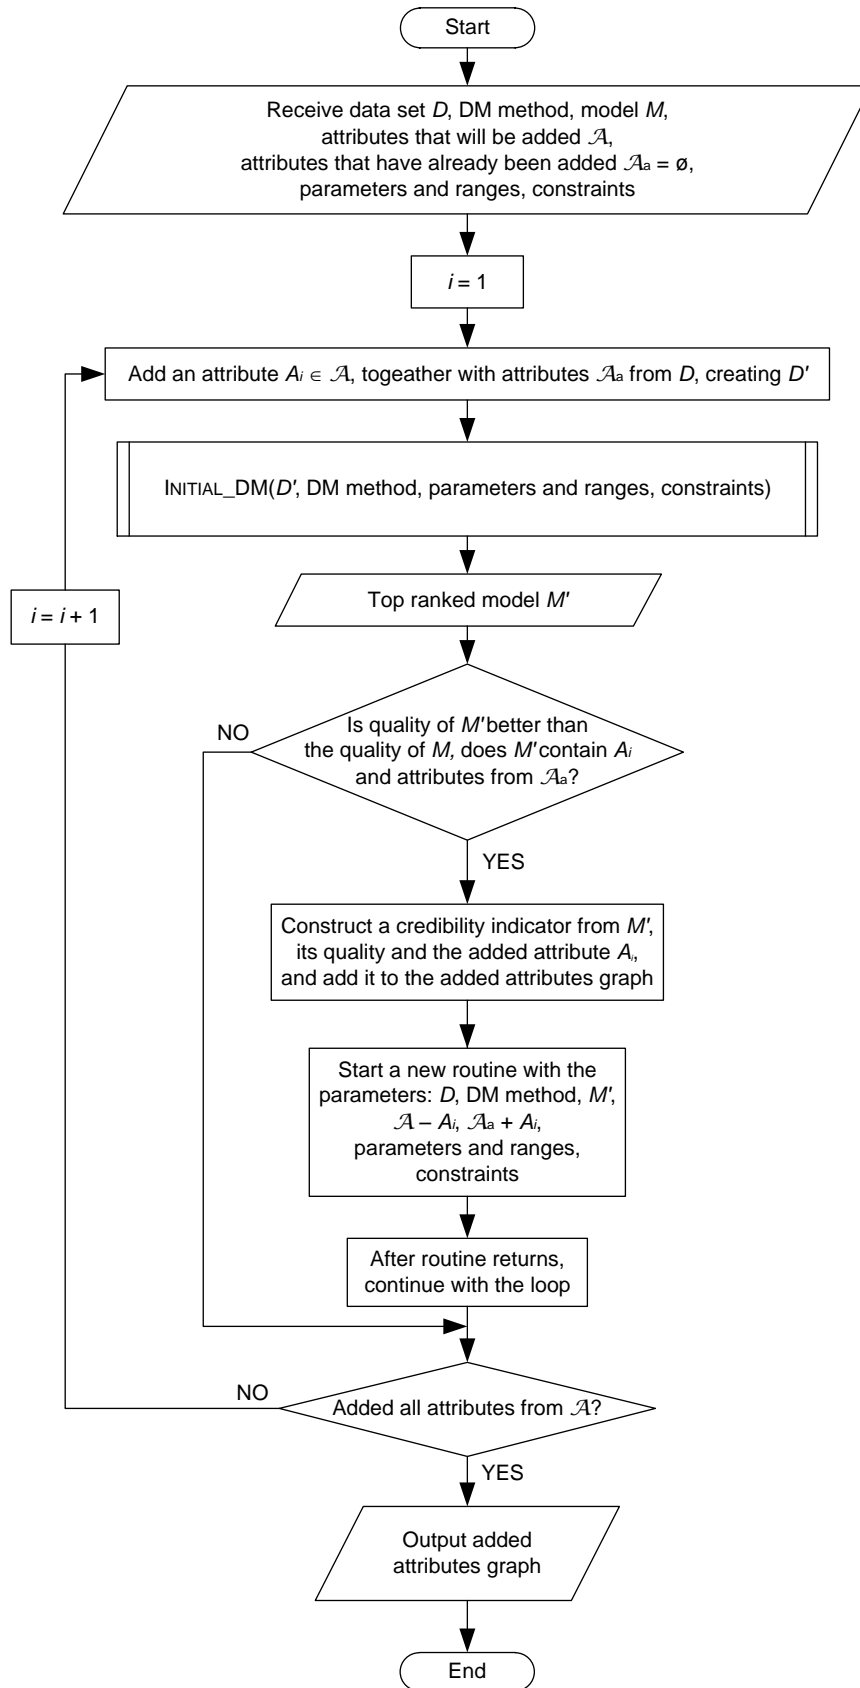 Start
Receive data set D, DM method, model M,
attributes that will be added 𝒜,
attributes that have already been added 𝒜a = ø,
parameters and ranges, constraints
i = 1
Add an attribute Ai ∈ 𝒜, togeather with attributes 𝒜a from D, creating D'
INITIAL_DM(D', DM method, parameters and ranges, constraints)
i = i + 1
Top ranked model M'
NO
Is quality of M' better than
the quality of M, does M' contain Ai
and attributes from 𝒜a?
YES
Construct a credibility indicator from M',
its quality and the added attribute Ai,
and add it to the added attributes graph
Start a new routine with the
parameters: D, DM method, M',
𝒜 – Ai, 𝒜a + Ai,
parameters and ranges,
constraints
After routine returns,
continue with the loop
NO
Added all attributes from 𝒜?
YES
Output added
attributes graph
End